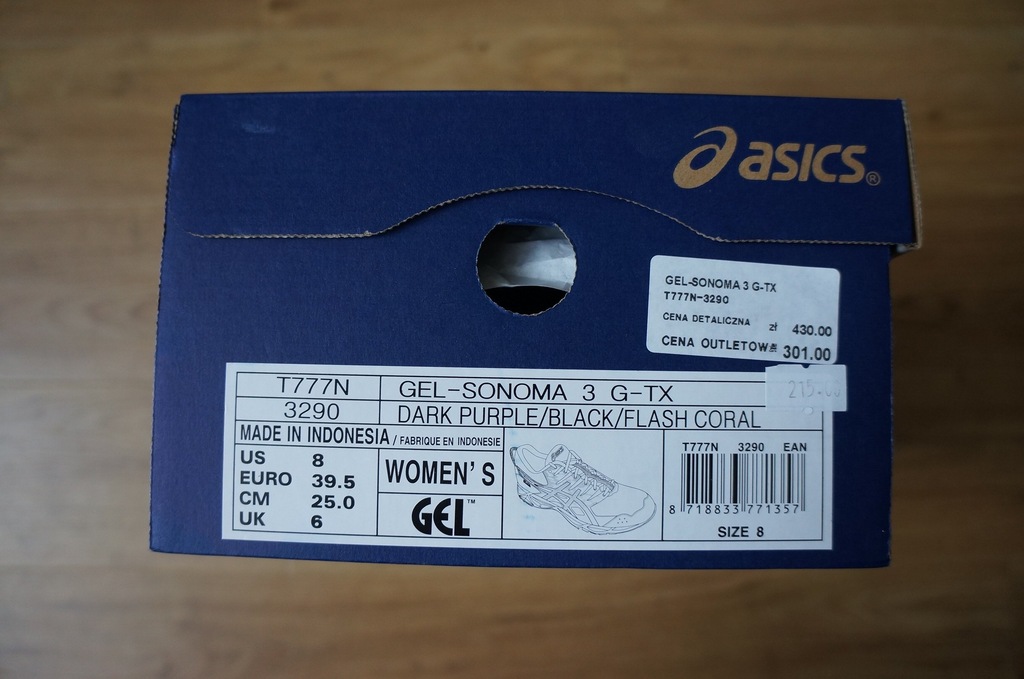 asics®
GEL-SONOMA 3 G-TX
T777N-3290
CENA DETALICZNA zł 430.00
CENA OUTLETOWA 301.00
215.00
T777N GEL-SONOMA 3 G-TX
3290 DARK PURPLE/BLACK/FLASH CORAL
MADE IN INDONESIA / FABRIQUE EN INDONESIE
US 8
EURO 39.5
CM 25.0
UK 6
WOMEN'S
GEL™
asics
T777N 3290 EAN
8 718833 771357
SIZE 8